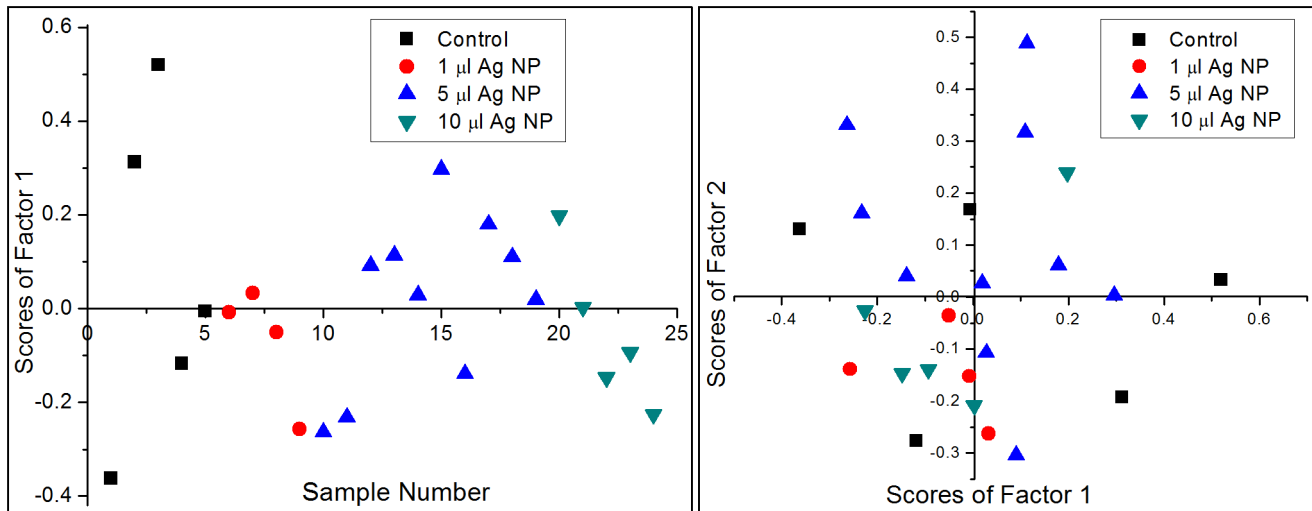 0.6
0.4
0.2
0.0
-0.2
-0.4
Scores of Factor 1
0
5
10
15
20
25
Sample Number
Control
1 μl Ag NP
5 μl Ag NP
10 μl Ag NP
0.5
0.4
0.3
0.2
0.1
0.0
-0.1
-0.2
-0.3
Scores of Factor 2
-0.4
-0.2
0.0
0.2
0.4
0.6
Scores of Factor 1
Control
1 μl Ag NP
5 μl Ag NP
10 μl Ag NP